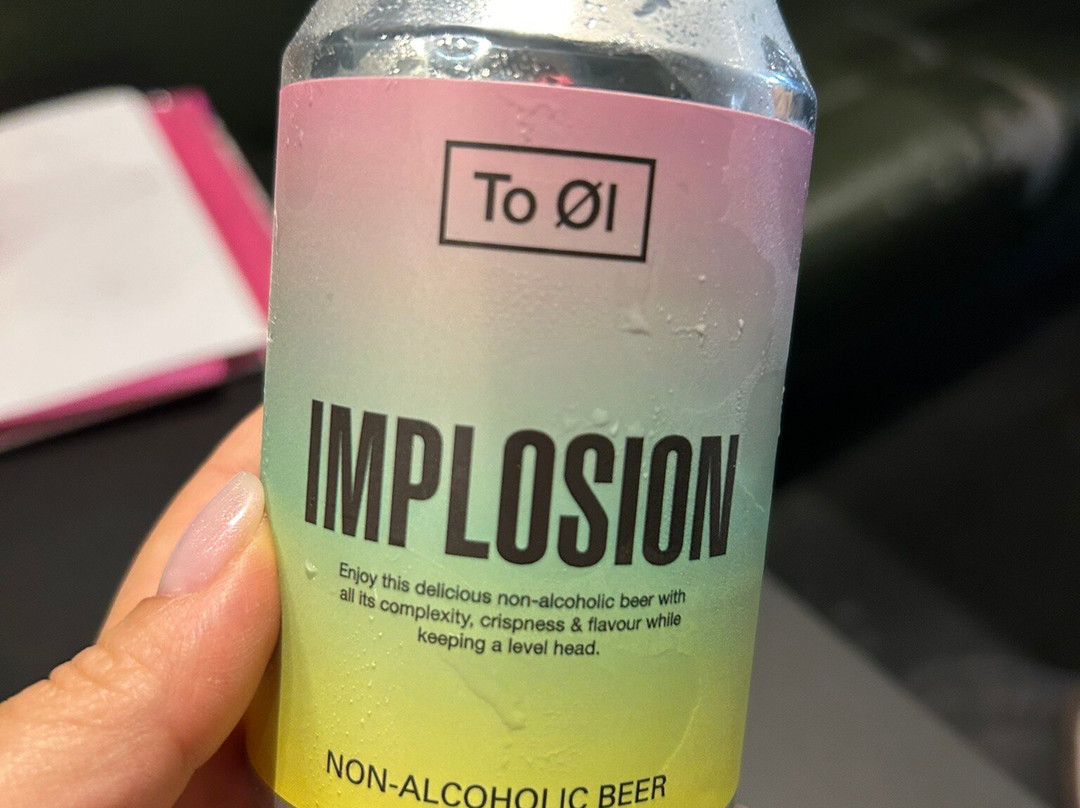 To Øl
IMPLOSION
Enjoy this delicious non-alcoholic beer with
all its complexity, crispness & flavour while
keeping a level head.
NON-ALCOHOLIC BEER